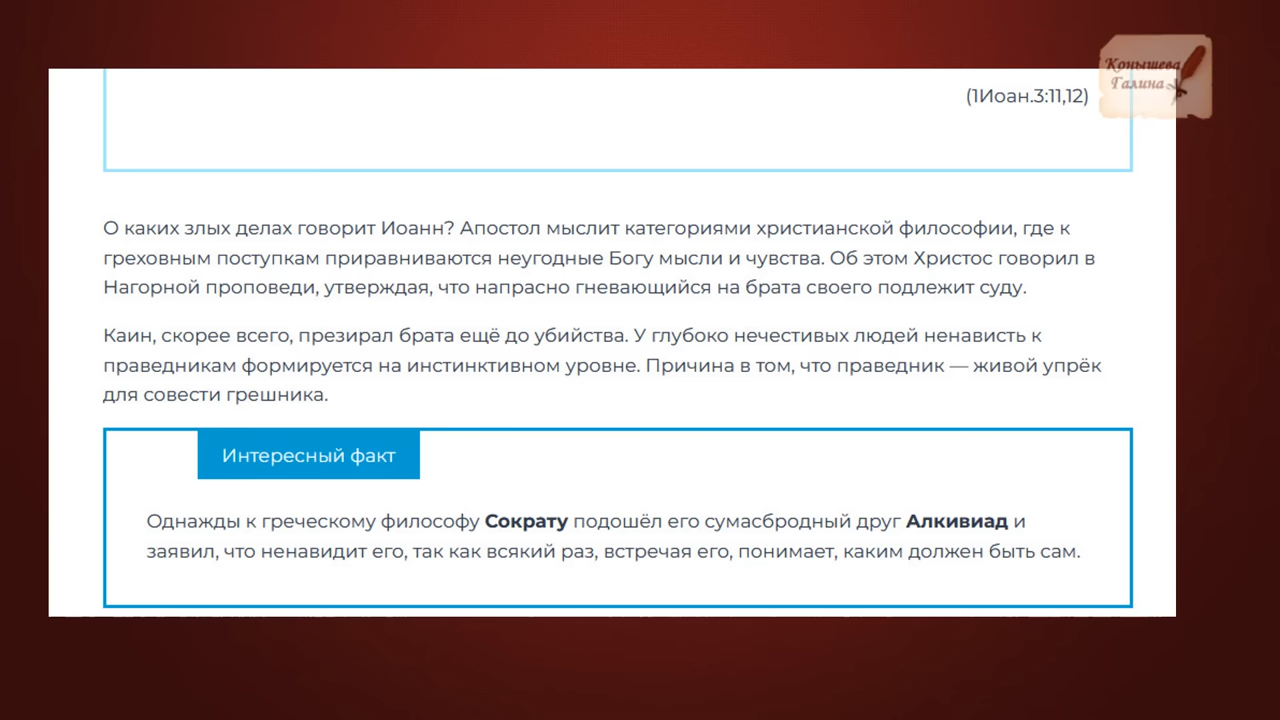 Конышева
Галина
(1Иоан.3:11,12)
О каких злых делах говорит Иоанн? Апостол мыслит категориями христианской философии, где к
греховным поступкам приравниваются неугодные Богу мысли и чувства. Об этом Христос говорил в
Нагорной проповеди, утверждая, что напрасно гневающийся на брата своего подлежит суду.
Каин, скорее всего, презирал брата ещё до убийства. У глубоко нечестивых людей ненависть к
праведникам формируется на инстинктивном уровне. Причина в том, что праведник — живой упрёк
для совести грешника.
Интересный факт
Однажды к греческому философу Сократу подошёл его сумасбродный друг Алкивиад и
заявил, что ненавидит его, так как всякий раз, встречая его, понимает, каким должен быть сам.